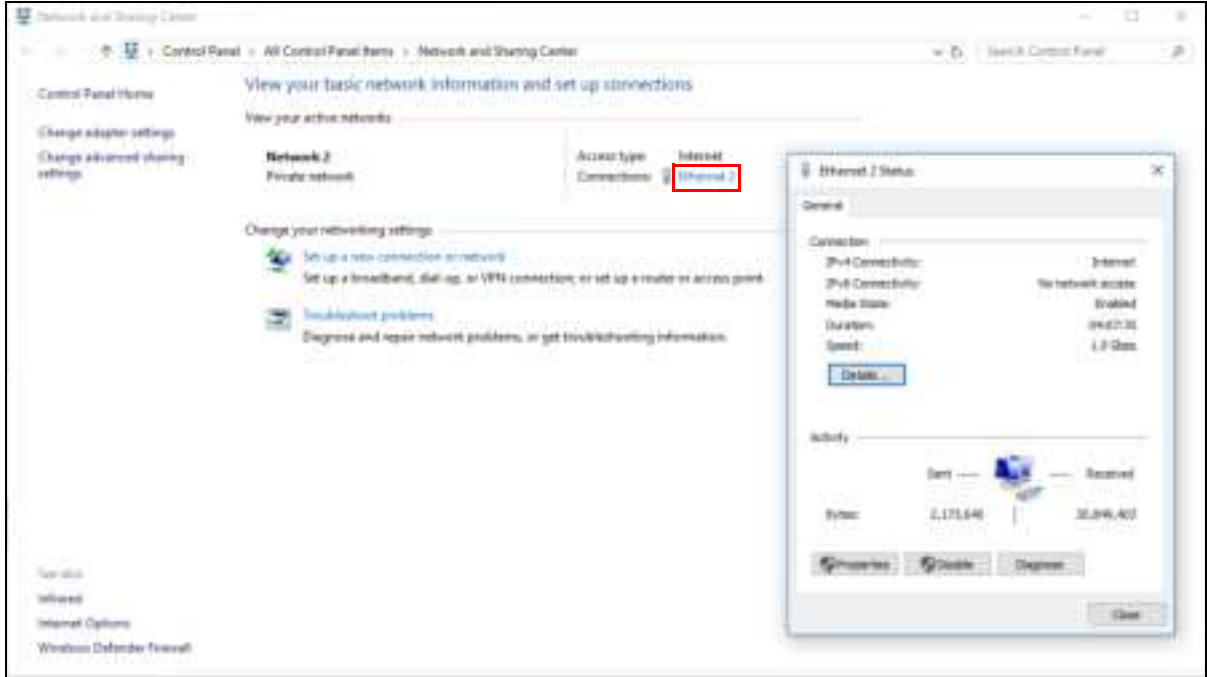 Network and Sharing Center
Control Panel › All Control Panel Items › Network and Sharing Center
Search Control Panel
Control Panel Home
Change adapter settings
Change advanced sharing
settings
View your basic network information and set up connections
View your active networks
Network 2
Private network
Access type: Internet
Connections: Ethernet 2
Change your networking settings
Set up a new connection or network
Set up a broadband, dial-up, or VPN connection; or set up a router or access point.
Troubleshoot problems
Diagnose and repair network problems, or get troubleshooting information.
See also
Infrared
Internet Options
Windows Defender Firewall
Ethernet 2 Status
General
Connection
IPv4 Connectivity: Internet
IPv6 Connectivity: No network access
Media State: Enabled
Duration:
Speed: 1.0 Gbps
Details...
Activity
Sent
Received
Bytes:
Properties
Disable
Diagnose
Close